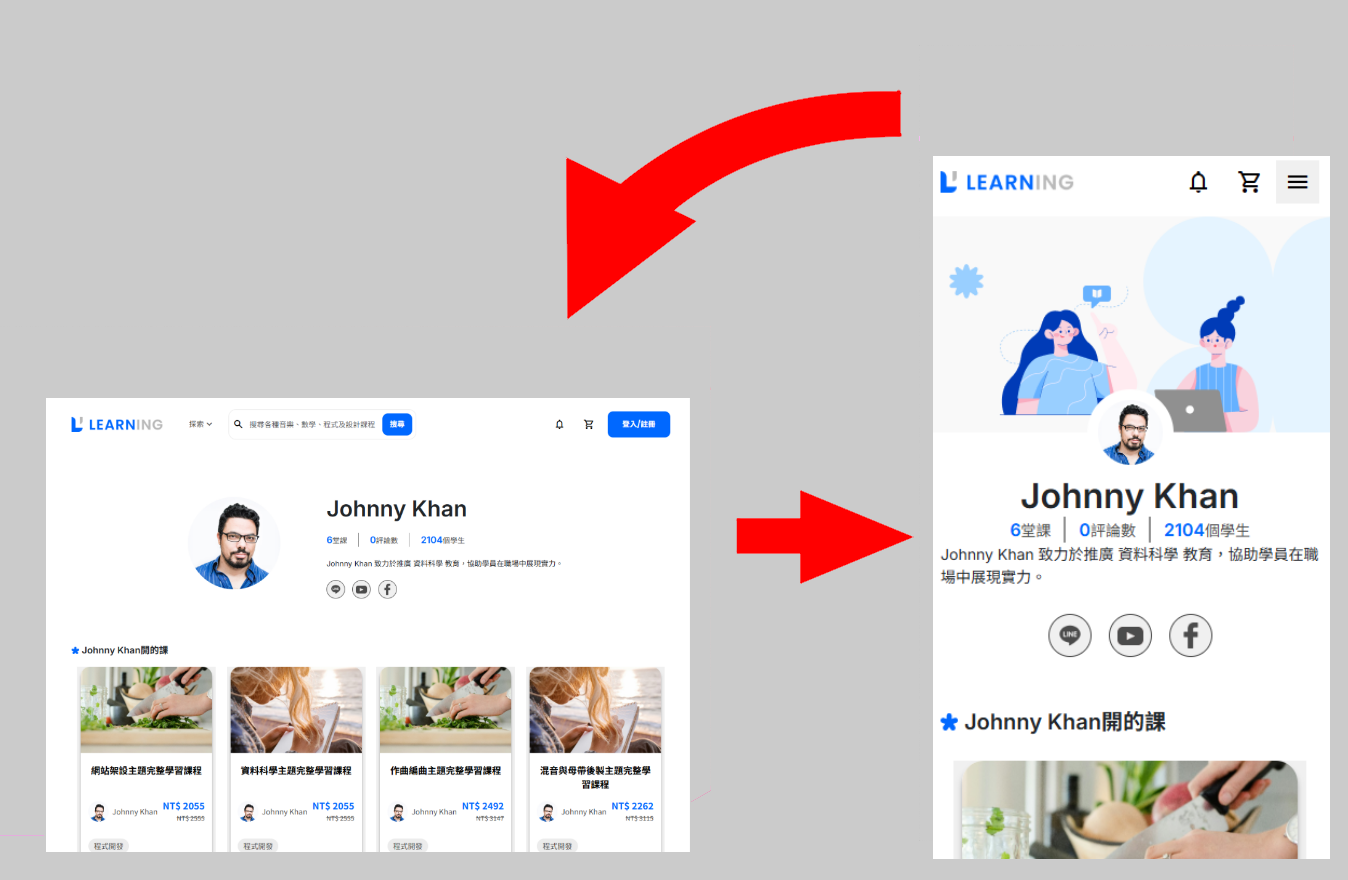 LEARNING
探索
搜尋各種音樂、數學、程式及設計課程
搜尋
登入/註冊
Johnny Khan
6堂課
0評論數
2104個學生
Johnny Khan 致力於推廣 資料科學 教育，協助學員在職場中展現實力。
Johnny Khan開的課
網站架設主題完整學習課程
Johnny Khan
NT$ 2055
NT$ 2555
程式開發
資料科學主題完整學習課程
Johnny Khan
NT$ 2055
NT$ 2555
程式開發
作曲編曲主題完整學習課程
Johnny Khan
NT$ 2492
NT$ 3147
程式開發
混音與母帶後製主題完整學
習課程
Johnny Khan
NT$ 2262
NT$ 3115
程式開發
LEARNING
Johnny Khan
6堂課
0評論數
2104個學生
Johnny Khan 致力於推廣 資料科學 教育，協助學員在職
場中展現實力。
LINE
Johnny Khan開的課